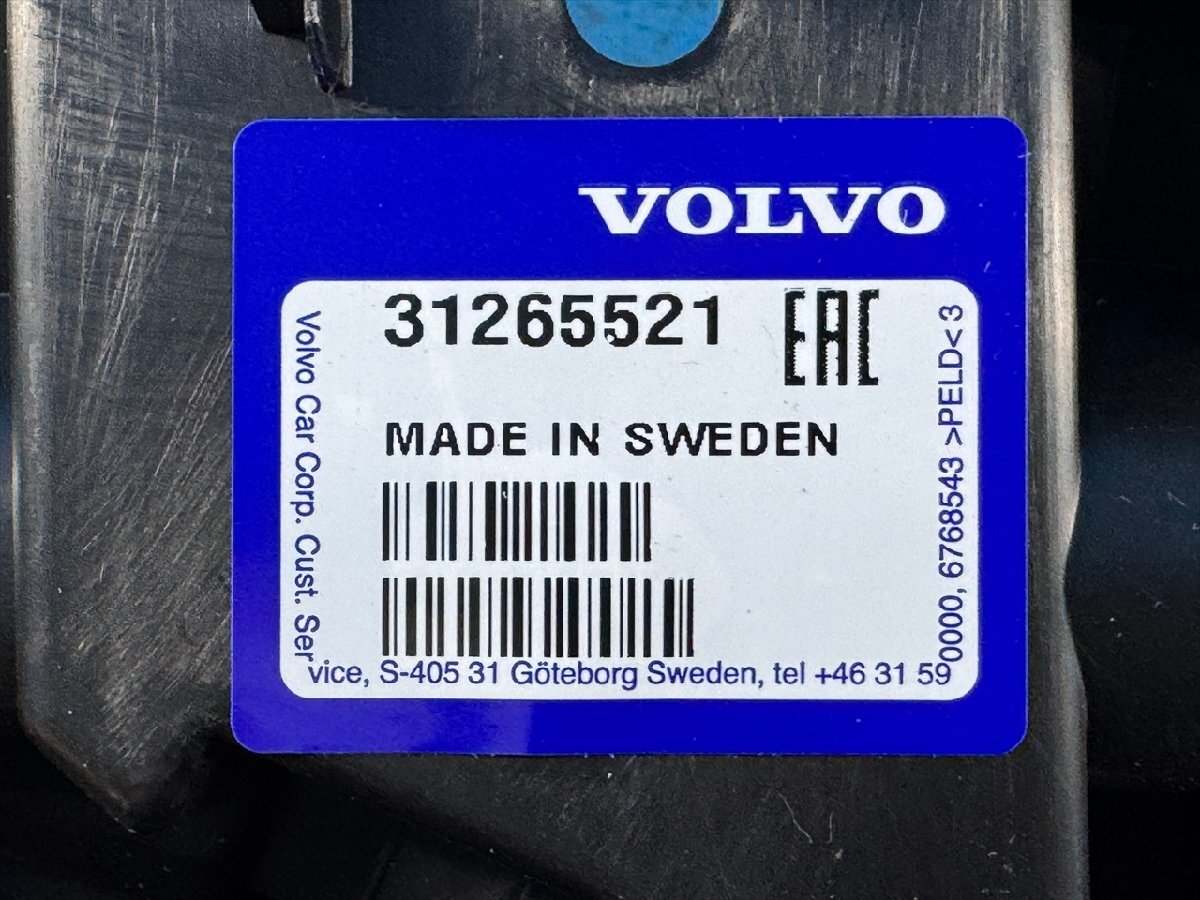 VOLVO
31265521 EAC
MADE IN SWEDEN
Volvo Car Corp. Cust. Service, S-405 31 Göteborg Sweden, tel +46 31 590000, 6768543 >PELD< 3